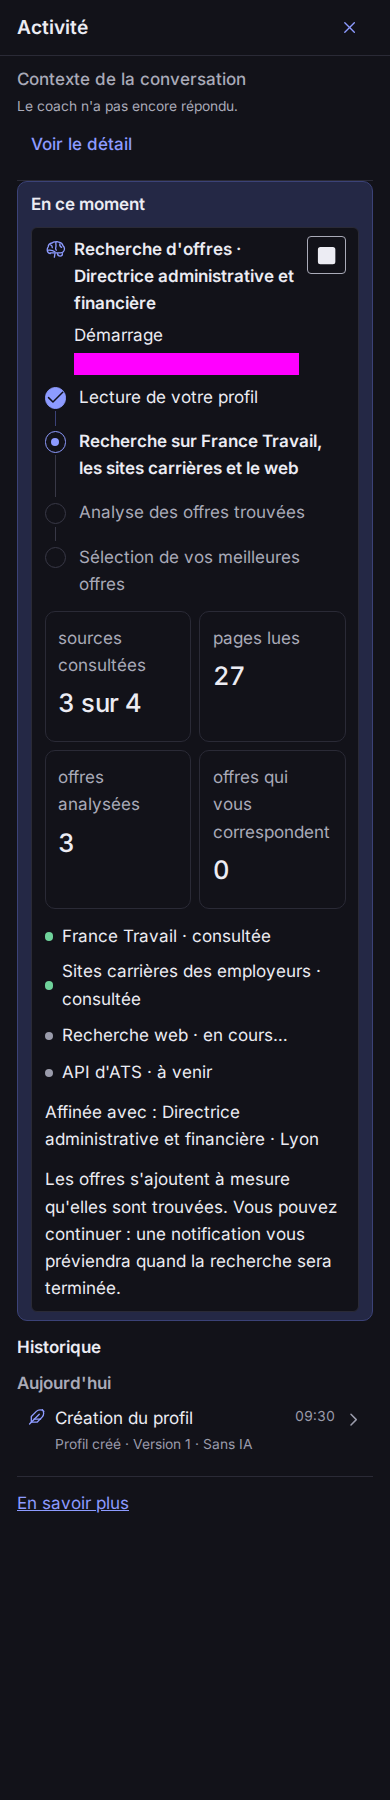 Activité
Contexte de la conversation
Le coach n'a pas encore répondu.
Voir le détail
En ce moment
Recherche d'offres ·
Directrice administrative et
financière
Démarrage
Lecture de votre profil
Recherche sur France Travail,
les sites carrières et le web
Analyse des offres trouvées
Sélection de vos meilleures
offres
sources
consultées
3 sur 4
pages lues
27
offres
analysées
3
offres qui
vous
correspondent
0
France Travail · consultée
Sites carrières des employeurs ·
consultée
Recherche web · en cours...
API d'ATS · à venir
Affinée avec : Directrice
administrative et financière · Lyon
Les offres s'ajoutent à mesure
qu'elles sont trouvées. Vous pouvez
continuer : une notification vous
préviendra quand la recherche sera
terminée.
Historique
Aujourd'hui
Création du profil
09:30
Profil créé · Version 1 · Sans IA
En savoir plus